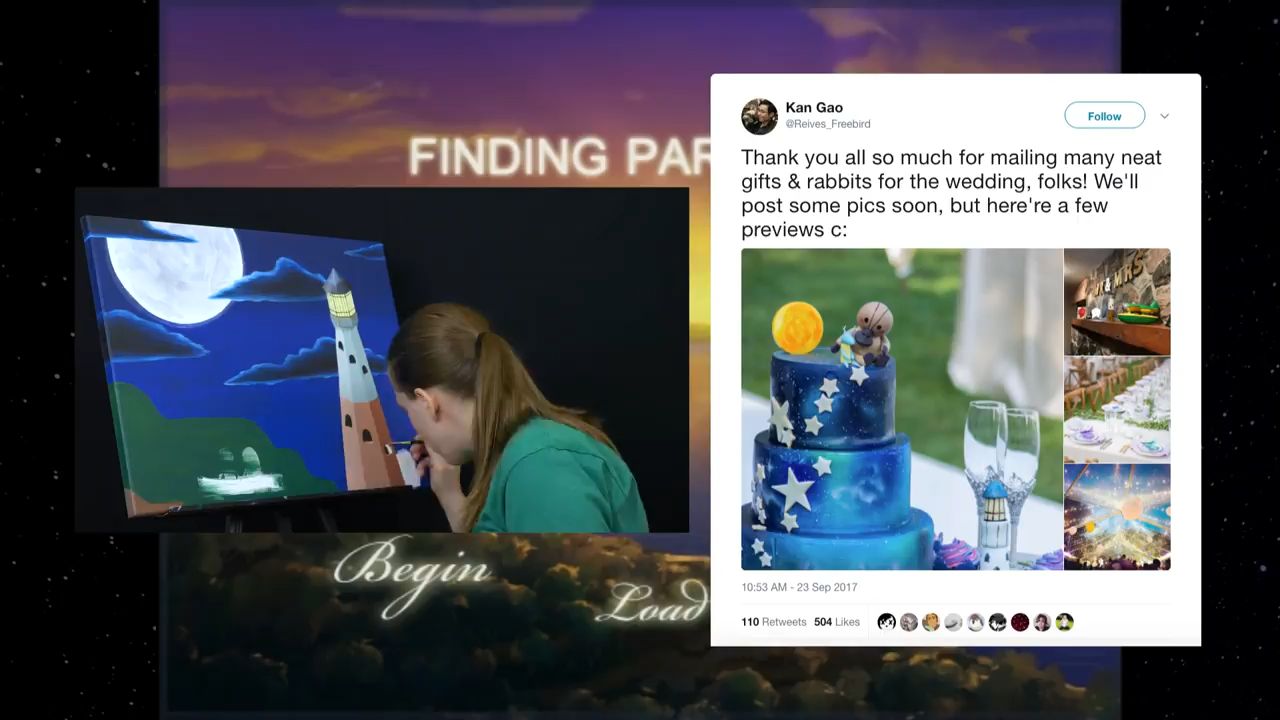 FINDING PAR
Kan Gao
@Reives_Freebird
Follow
Thank you all so much for mailing many neat
gifts & rabbits for the wedding, folks! We'll
post some pics soon, but here're a few
previews c:
& MRS
10:53 AM - 23 Sep 2017
110 Retweets 504 Likes
Begin
Load